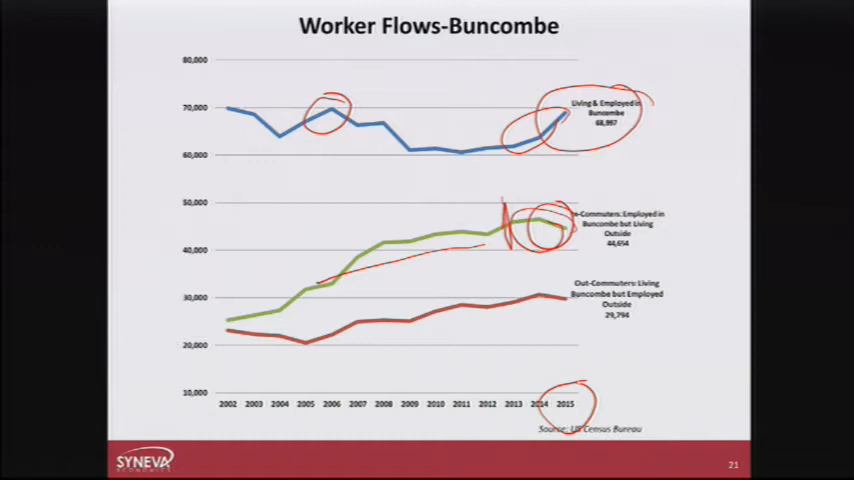 Worker Flows-Buncombe
80,000
70,000
60,000
50,000
40,000
30,000
20,000
10,000
Living & Employed in
Buncombe
68,987
In-Commuters: Employed in
Buncombe but Living
Outside
44,654
Out-Commuters: Living
Buncombe but Employed
Outside
29,794
2002 2003 2004 2005 2006 2007 2008 2009 2010 2011 2012 2013 2014 2015
Source: US Census Bureau
SYNEVA
ECONOMICS
21